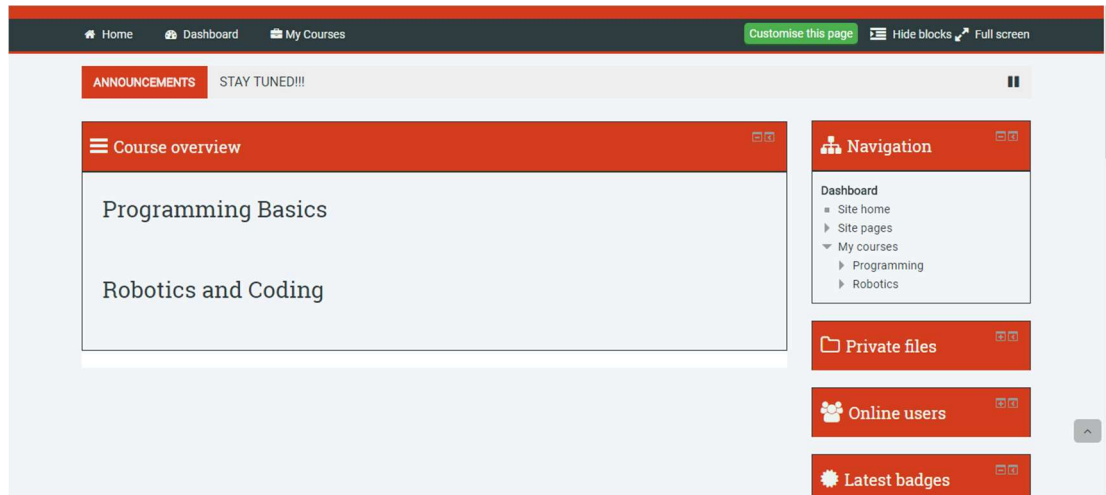 Home Dashboard My Courses Customise this page Hide blocks Full screen
ANNOUNCEMENTS STAY TUNED!!!
Course overview
Programming Basics
Robotics and Coding
Navigation
Dashboard
Site home
Site pages
My courses
Programming
Robotics
Private files
Online users
Latest badges